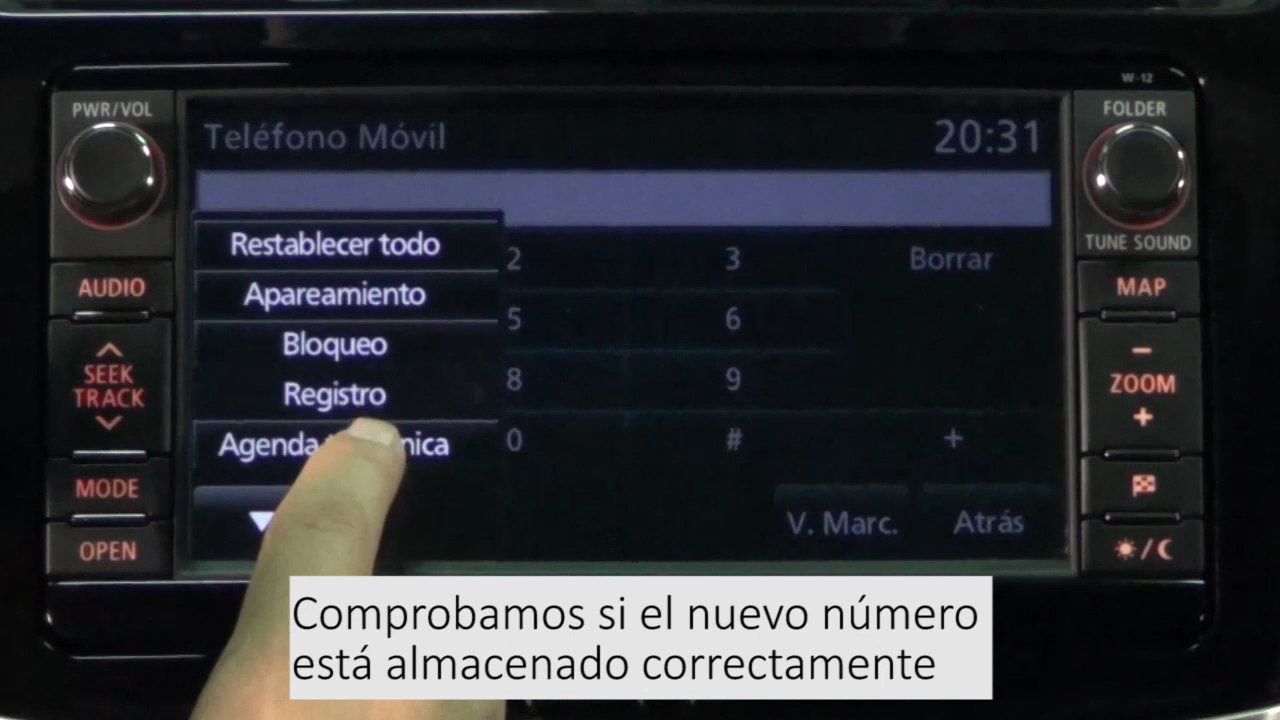 W-12
PWR/VOL
FOLDER
Teléfono Móvil
20:31
TUNE SOUND
Restablecer todo
2
3
Borrar
AUDIO
MAP
Apareamiento
5
6
Bloqueo
SEEK
TRACK
ZOOM
Registro
8
9
Agenda
0
#
+
MODE
V. Marc.
Atrás
OPEN
Comprobamos si el nuevo número
está almacenado correctamente